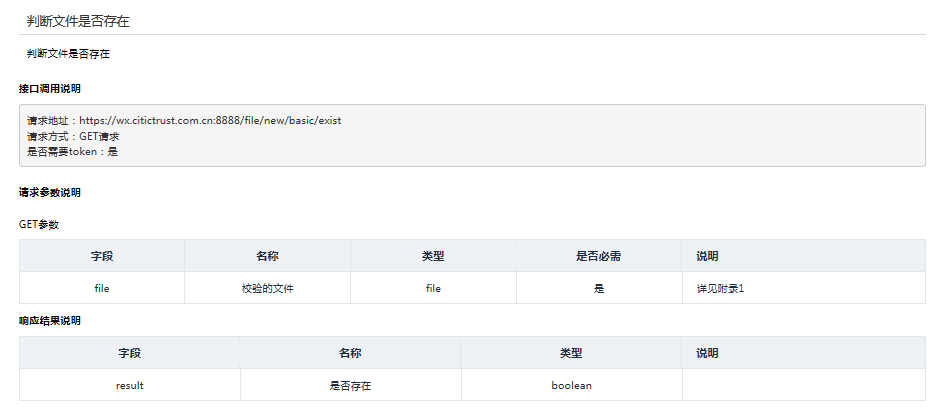 判断文件是否存在
判断文件是否存在
接口调用说明
请求地址：https://wx.citictrust.com.cn:8888/file/new/basic/exist
请求方式：GET请求
是否需要token：是
请求参数说明
GET参数
字段 名称 类型 是否必需 说明
file 校验的文件 file 是 详见附录1
响应结果说明
字段 名称 类型 说明
result 是否存在 boolean